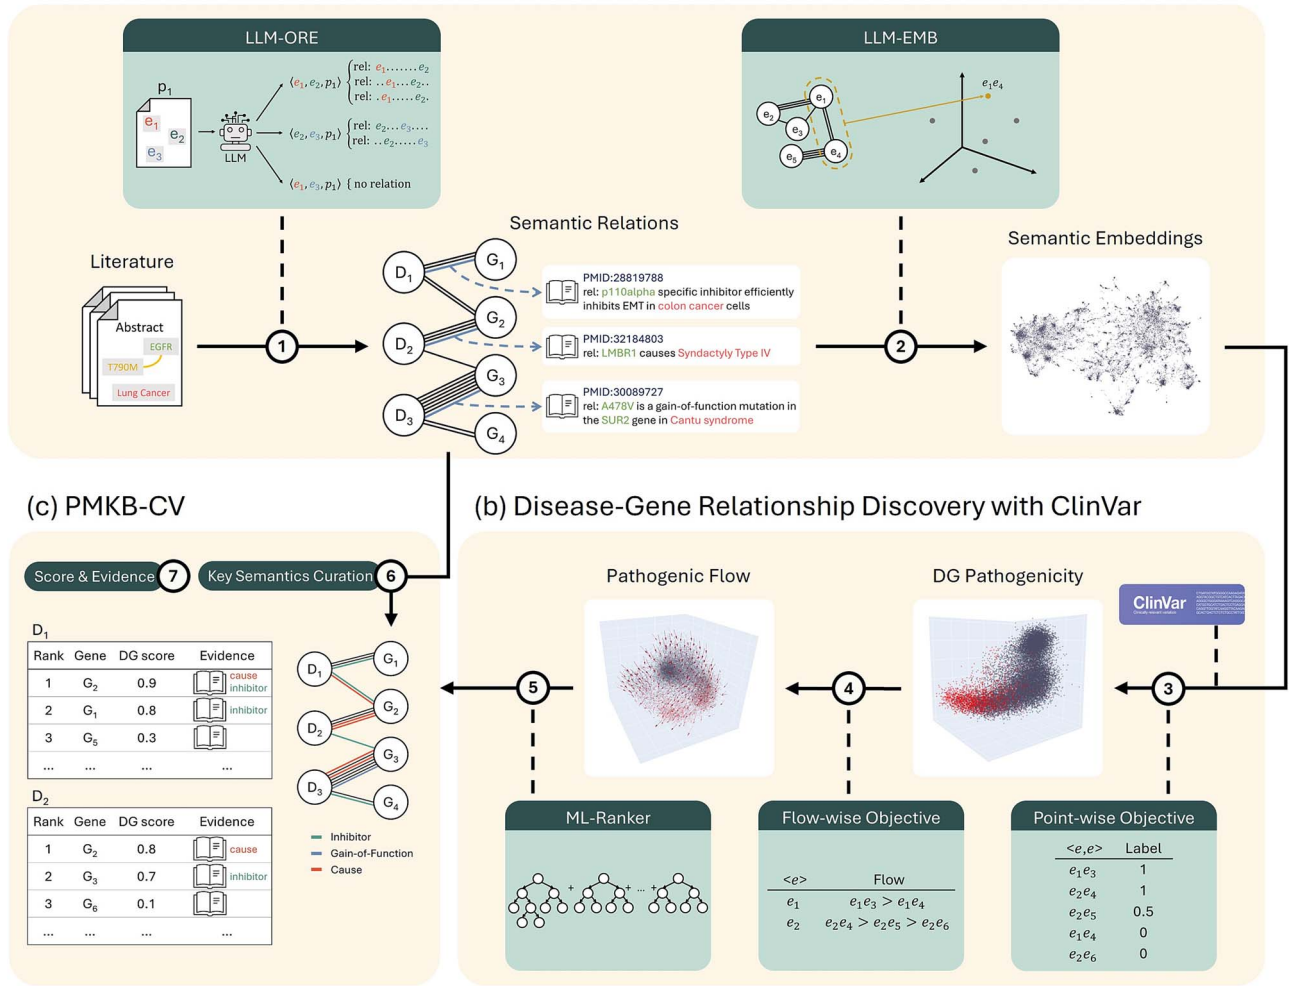 LLM-ORE
p1
e1
e2
e3
LLM
⟨e1, e2, p1⟩
rel: e1.......e2
rel: ..e1...e2..
rel: .e1.....e2.
⟨e2, e3, p1⟩
rel: e2...e3....
rel: ..e2.....e3
⟨e1, e3, p1⟩ { no relation
LLM-EMB
e1
e2
e3
e4
e5
e1e4
Literature
Abstract
EGFR
T790M
Lung Cancer
1
Semantic Relations
D1
D2
D3
G1
G2
G3
G4
PMID:28819788
rel: p110alpha specific inhibitor efficiently
inhibits EMT in colon cancer cells
PMID:32184803
rel: LMBR1 causes Syndactyly Type IV
PMID:30089727
rel: A478V is a gain-of-function mutation in
the SUR2 gene in Cantu syndrome
2
Semantic Embeddings
(c) PMKB-CV
Score & Evidence 7
Key Semantics Curation 6
D1
Rank Gene DG score Evidence
1 G2 0.9 cause
inhibitor
2 G1 0.8 inhibitor
3 G5 0.3
... ... ... ...
D2
Rank Gene DG score Evidence
1 G2 0.8 cause
2 G3 0.7 inhibitor
3 G6 0.1
... ... ... ...
D1
D2
D3
G1
G2
G3
G4
Inhibitor
Gain-of-Function
Cause
(b) Disease-Gene Relationship Discovery with ClinVar
Pathogenic Flow
DG Pathogenicity
ClinVar
5
4
3
ML-Ranker
+ + ... +
Flow-wise Objective
<e> Flow
e1 e1e3 > e1e4
e2 e2e4 > e2e5 > e2e6
Point-wise Objective
<e,e> Label
e1e3 1
e2e4 1
e2e5 0.5
e1e4 0
e2e6 0